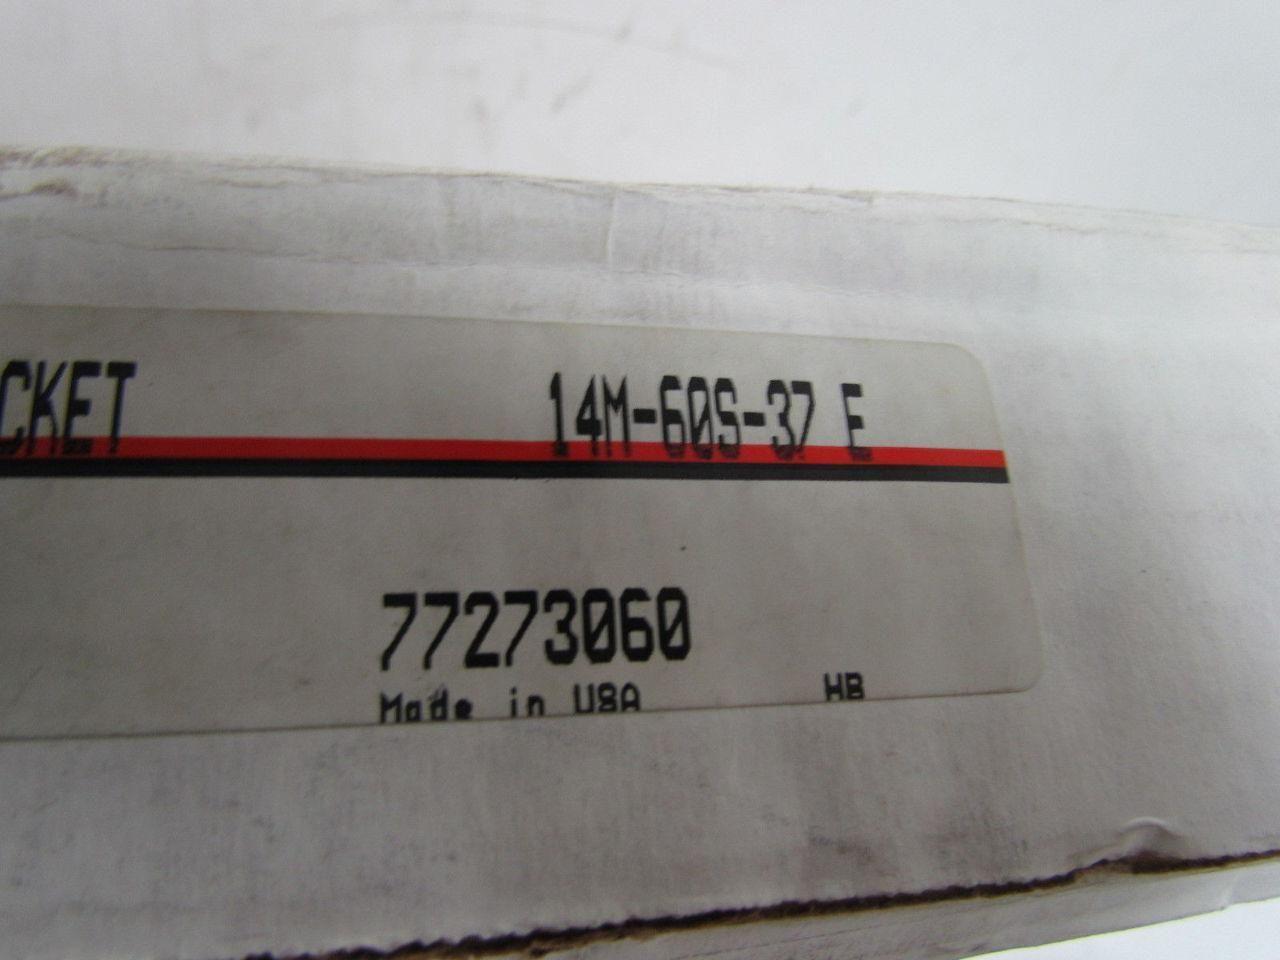 CKET 14M-60S-37 E
77273060
Made in USA HB